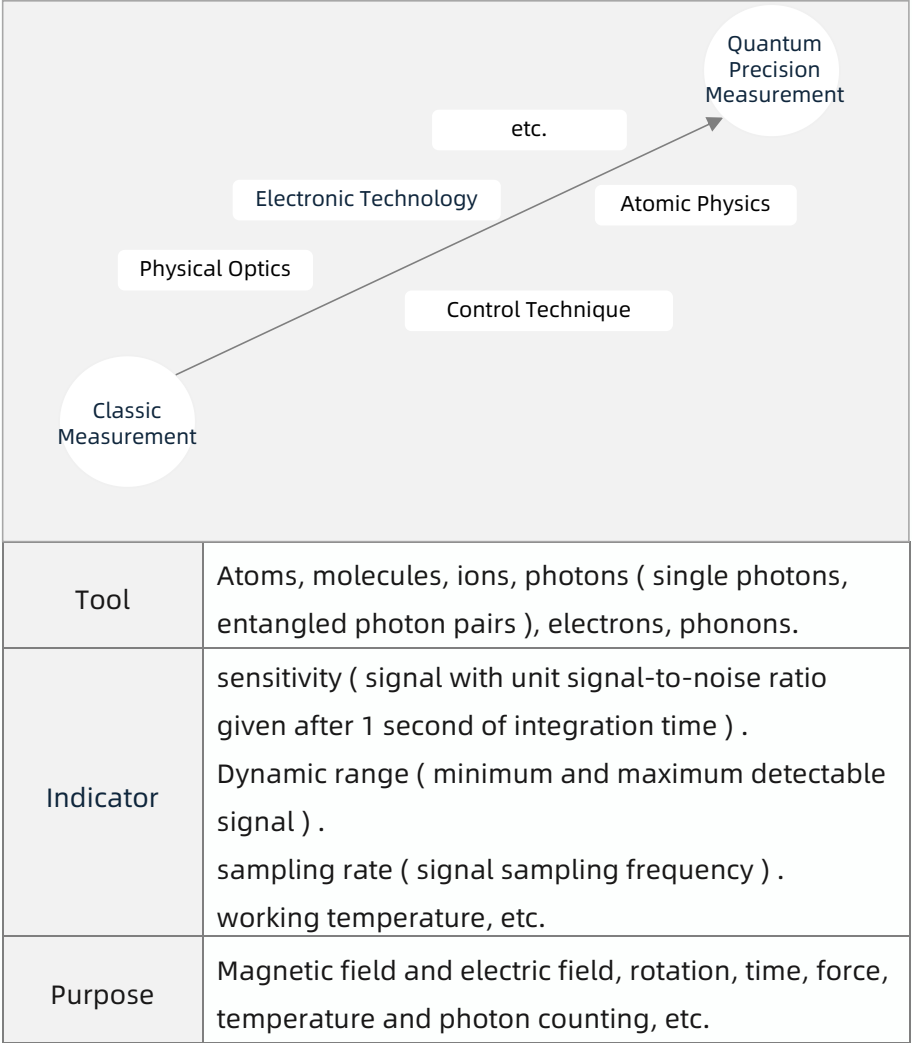 Quantum
Precision
Measurement
etc.
Electronic Technology
Atomic Physics
Physical Optics
Control Technique
Classic
Measurement
Tool
Atoms, molecules, ions, photons ( single photons,
entangled photon pairs ), electrons, phonons.
Indicator
sensitivity ( signal with unit signal-to-noise ratio
given after 1 second of integration time ) .
Dynamic range ( minimum and maximum detectable
signal ) .
sampling rate ( signal sampling frequency ) .
working temperature, etc.
Purpose
Magnetic field and electric field, rotation, time, force,
temperature and photon counting, etc.